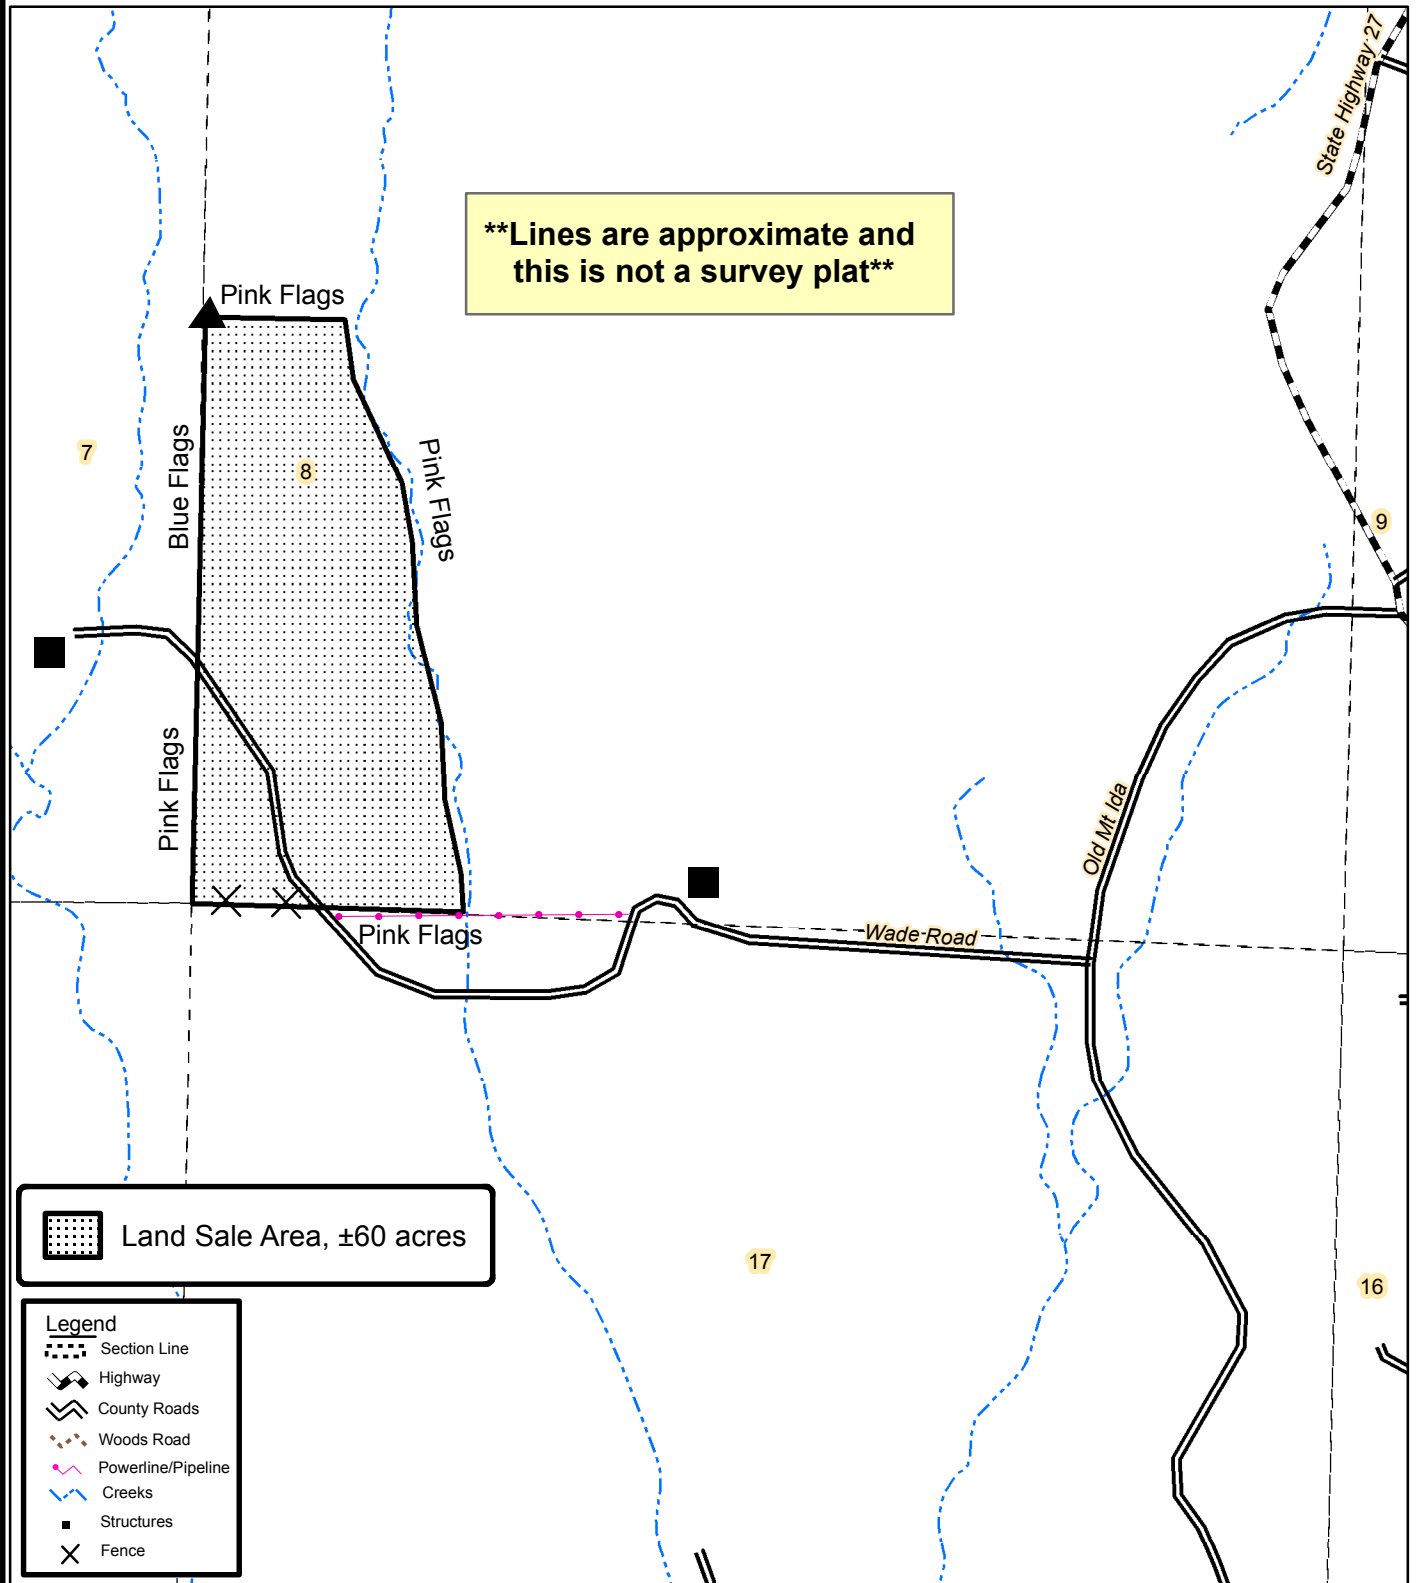 State Highway 27
**Lines are approximate and
this is not a survey plat**
Pink Flags
7
Blue Flags
8
Pink Flags
9
Pink Flags
Old Mt Ida
Pink Flags
Wade Road
Land Sale Area, ±60 acres
17
16
Legend
Section Line
Highway
County Roads
Woods Road
Powerline/Pipeline
Creeks
Structures
Fence